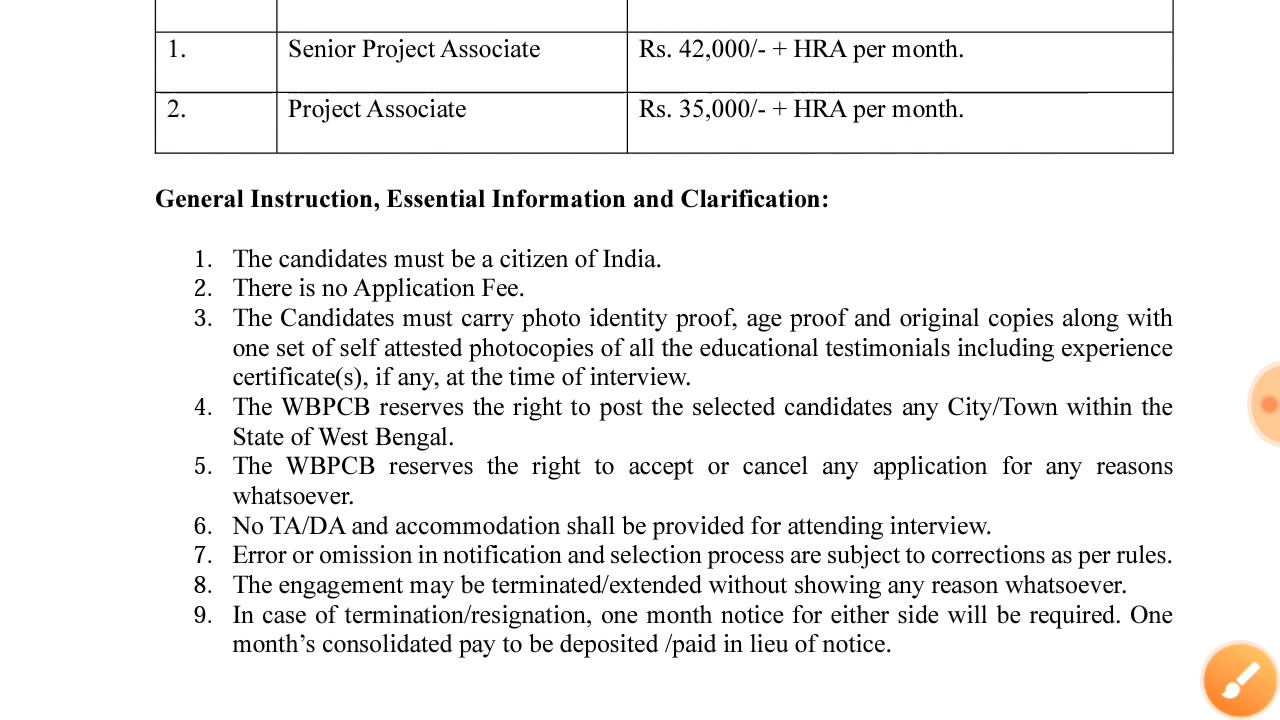 1. Senior Project Associate Rs. 42,000/- + HRA per month.
2. Project Associate Rs. 35,000/- + HRA per month.
General Instruction, Essential Information and Clarification:
1. The candidates must be a citizen of India.
2. There is no Application Fee.
3. The Candidates must carry photo identity proof, age proof and original copies along with
one set of self attested photocopies of all the educational testimonials including experience
certificate(s), if any, at the time of interview.
4. The WBPCB reserves the right to post the selected candidates any City/Town within the
State of West Bengal.
5. The WBPCB reserves the right to accept or cancel any application for any reasons
whatsoever.
6. No TA/DA and accommodation shall be provided for attending interview.
7. Error or omission in notification and selection process are subject to corrections as per rules.
8. The engagement may be terminated/extended without showing any reason whatsoever.
9. In case of termination/resignation, one month notice for either side will be required. One
month’s consolidated pay to be deposited /paid in lieu of notice.